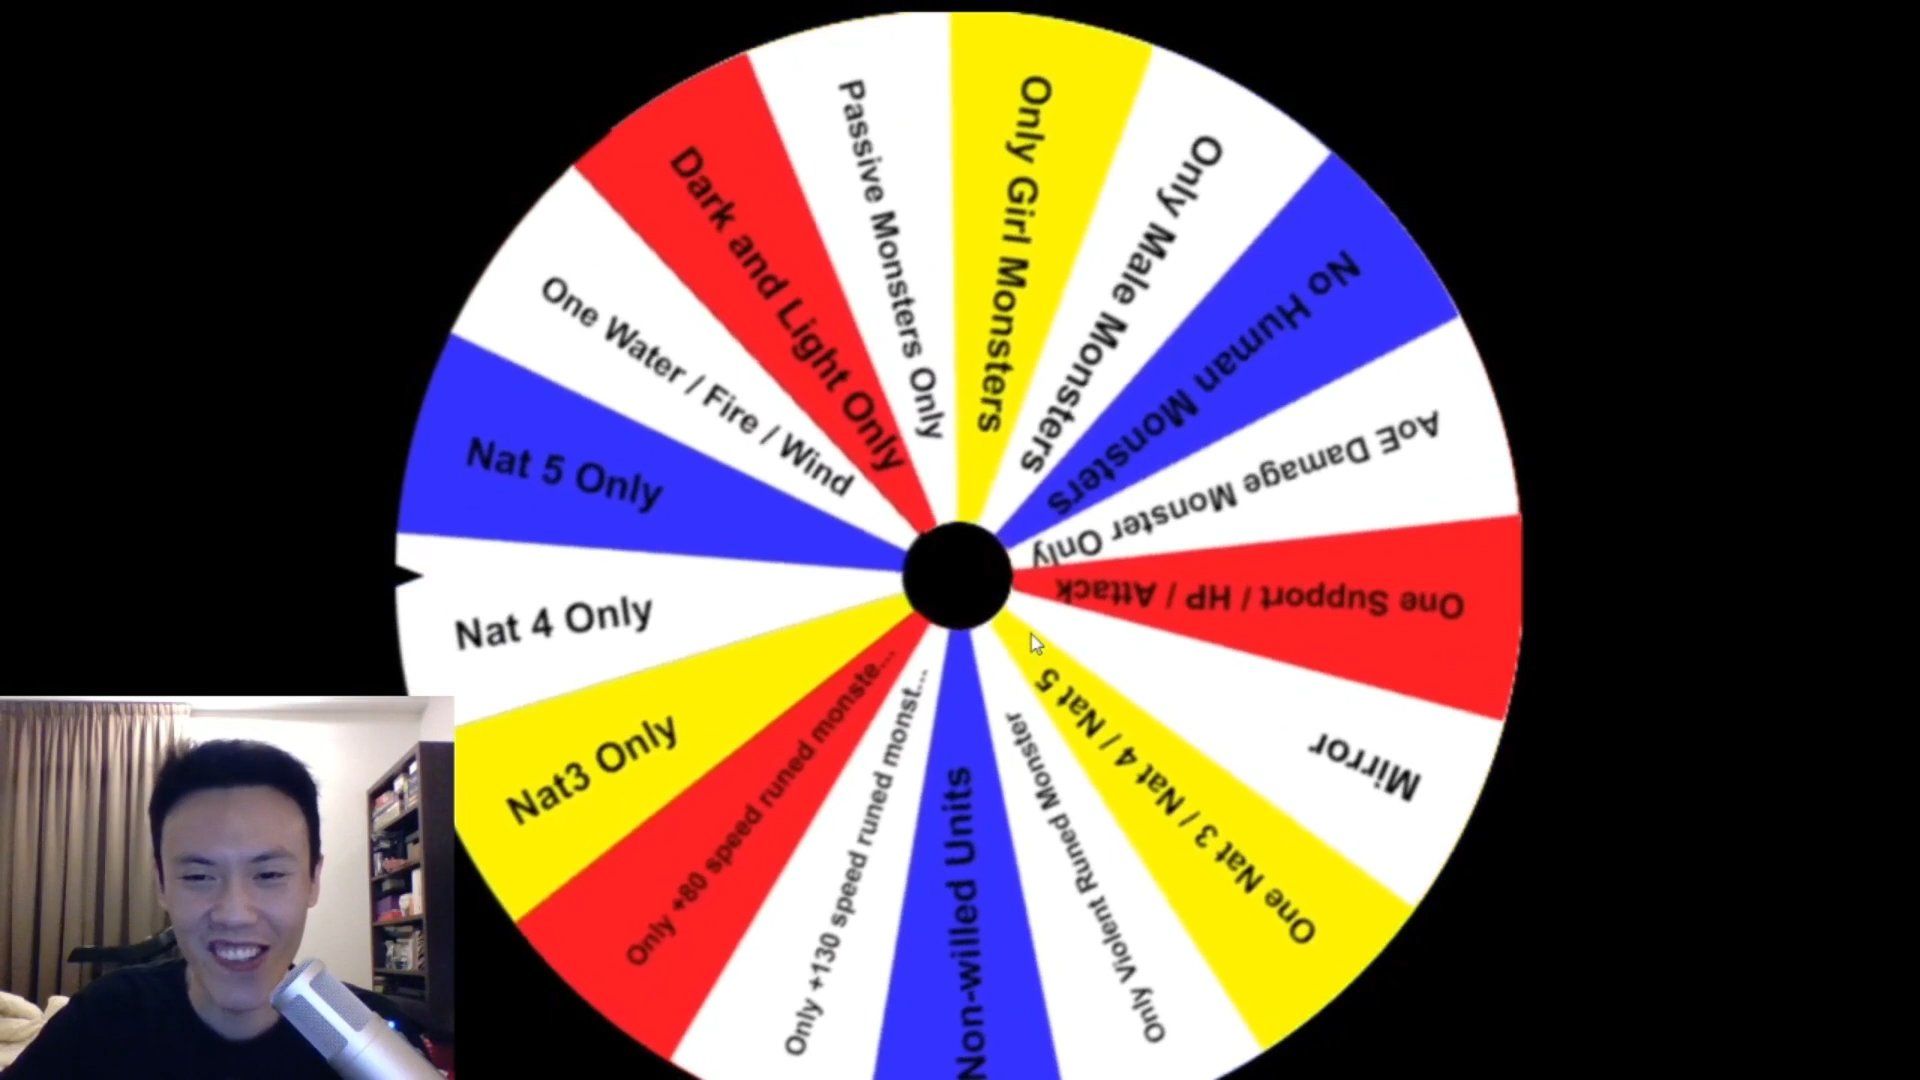 Only Girl Monsters
Only Male Monsters
No Human Monsters
AoE Damage Monster Only
One Support / HP / Attack
Mirror
One Nat 3 / Nat 4 / Nat 5
Only Violent Runed Monster
Non-willed Units
Only +130 speed runed monst...
Only +80 speed runed monste...
Nat3 Only
Nat 4 Only
Nat 5 Only
One Water / Fire / Wind
Dark and Light Only
Passive Monsters Only